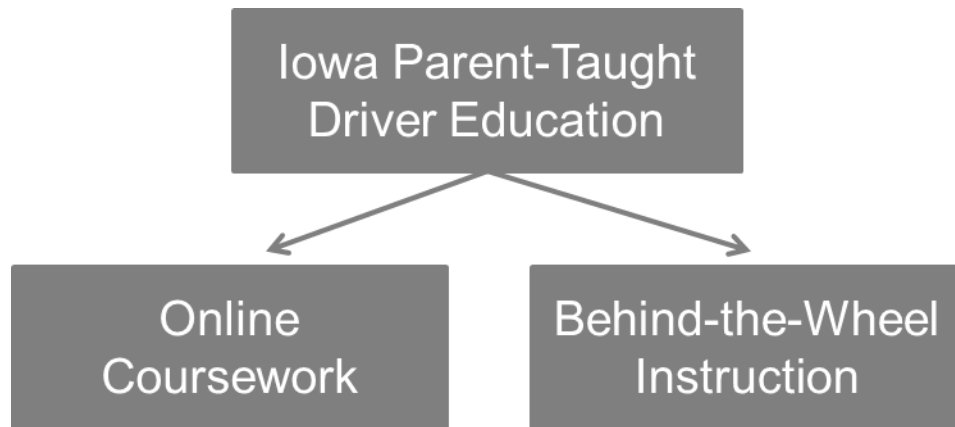 Iowa Parent-Taught
Driver Education
Online
Coursework
Behind-the-Wheel
Instruction